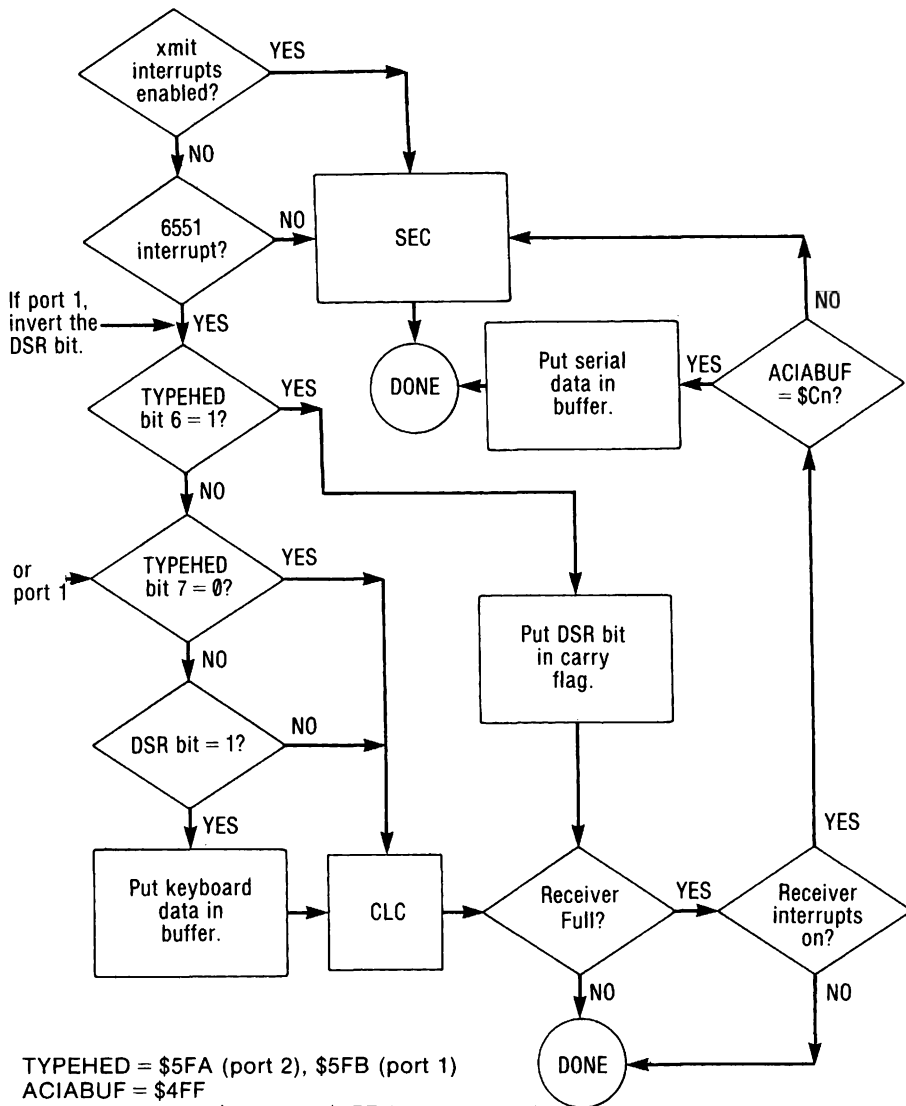 xmit
interrupts
enabled?
YES
NO
6551
interrupt?
NO
SEC
NO
If port 1,
invert the
DSR bit.
YES
TYPEHED
bit 6 = 1?
YES
DONE
Put serial
data in
buffer.
YES
ACIABUF
= $Cn?
NO
or
port 1
TYPEHED
bit 7 = 0?
YES
Put DSR bit
in carry
flag.
NO
DSR bit = 1?
NO
YES
Put keyboard
data in
buffer.
CLC
Receiver
Full?
YES
Receiver
interrupts
on?
YES
NO
NO
DONE
TYPEHED = $5FA (port 2), $5FB (port 1)
ACIABUF = $4FF